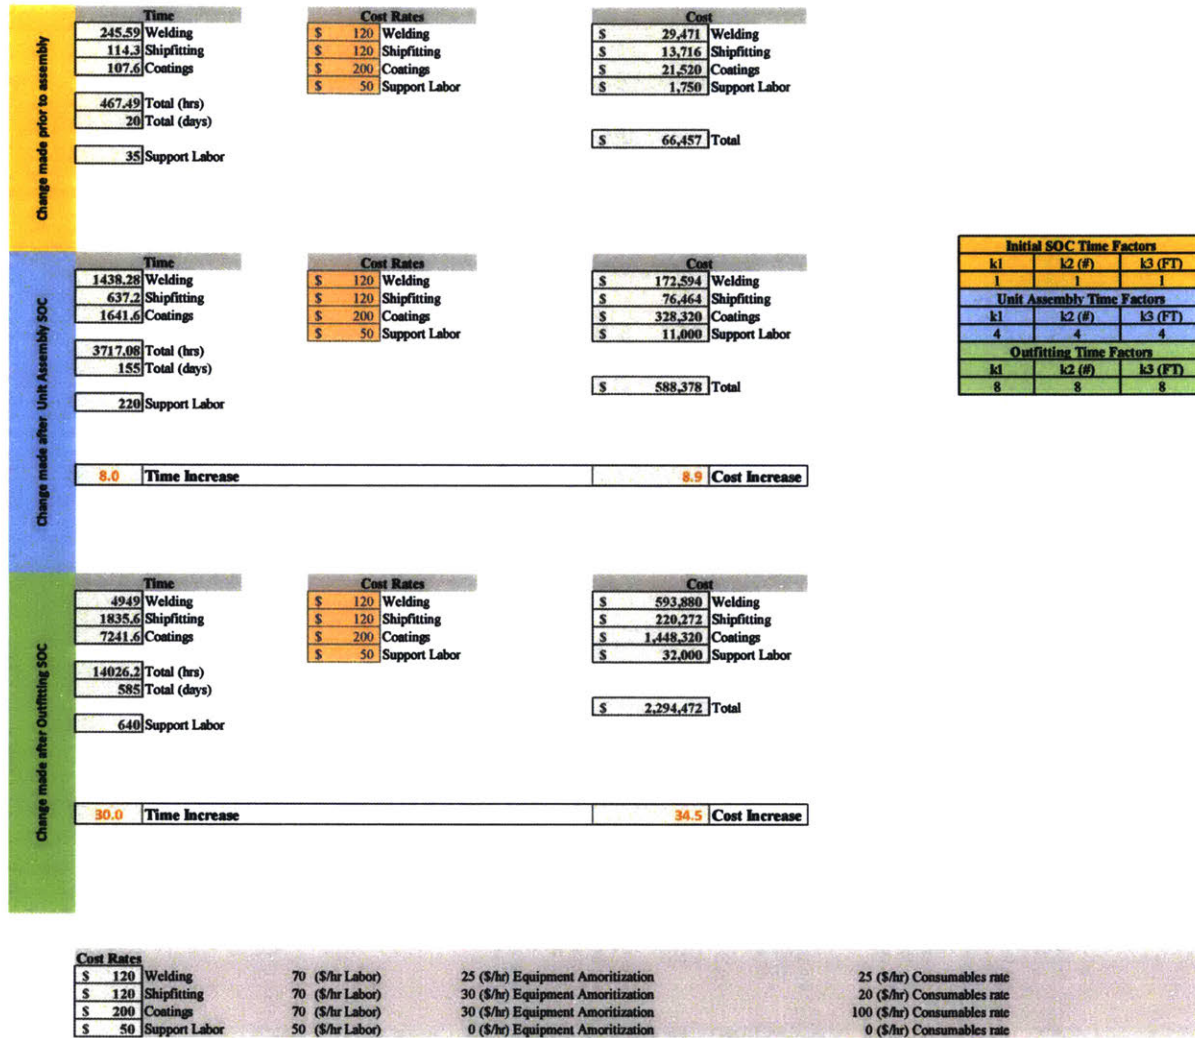 Change made prior to assembly
Time Cost Rates Cost
245.59 Welding $ 120 Welding $ 29,471 Welding
114.3 Shipfitting $ 120 Shipfitting $ 13,716 Shipfitting
107.6 Coatings $ 200 Coatings $ 21,520 Coatings
$ 50 Support Labor $ 1,750 Support Labor
467.49 Total (hrs)
20 Total (days)
$ 66,457 Total
35 Support Labor
Initial SOC Time Factors
k1 k2 (#) k3 (FT)
1 1 1
Unit Assembly Time Factors
k1 k2 (#) k3 (FT)
4 4 4
Outfitting Time Factors
k1 k2 (#) k3 (FT)
8 8 8
Change made after Unit Assembly SOC
Time Cost Rates Cost
1438.28 Welding $ 120 Welding $ 172,594 Welding
637.2 Shipfitting $ 120 Shipfitting $ 76,464 Shipfitting
1641.6 Coatings $ 200 Coatings $ 328,320 Coatings
$ 50 Support Labor $ 11,000 Support Labor
3717.08 Total (hrs)
155 Total (days)
$ 588,378 Total
220 Support Labor
8.0 Time Increase 8.9 Cost Increase
Change made after Outfitting SOC
Time Cost Rates Cost
4949 Welding $ 120 Welding $ 593,880 Welding
1835.6 Shipfitting $ 120 Shipfitting $ 220,272 Shipfitting
7241.6 Coatings $ 200 Coatings $ 1,448,320 Coatings
$ 50 Support Labor $ 32,000 Support Labor
14026.2 Total (hrs)
585 Total (days)
$ 2,294,472 Total
640 Support Labor
30.0 Time Increase 34.5 Cost Increase
Cost Rates
$ 120 Welding 70 ($/hr Labor) 25 ($/hr) Equipment Amoritization 25 ($/hr) Consumables rate
$ 120 Shipfitting 70 ($/hr Labor) 30 ($/hr) Equipment Amoritization 20 ($/hr) Consumables rate
$ 200 Coatings 70 ($/hr Labor) 30 ($/hr) Equipment Amoritization 100 ($/hr) Consumables rate
$ 50 Support Labor 50 ($/hr Labor) 0 ($/hr) Equipment Amoritization 0 ($/hr) Consumables rate